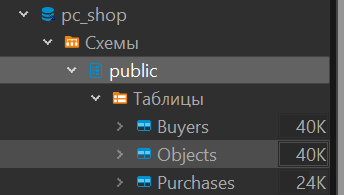 pc_shop
Схемы
public
Таблицы
Buyers 40K
Objects 40K
Purchases 24K